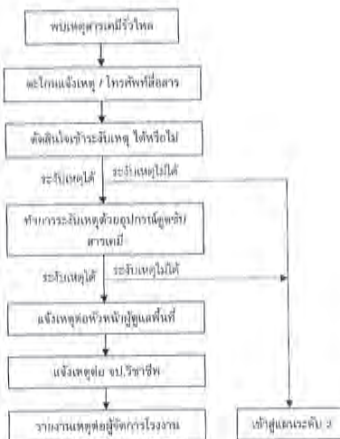 พบเหตุสารเคมีรั่วไหล
ตะโกนแจ้งเหตุ / โทรศัพท์สื่อสาร
ตัดสินใจเข้าระงับเหตุ ได้หรือไม่
ระงับเหตุได้ ระงับเหตุไม่ได้
ทำการระงับเหตุด้วยอุปกรณ์ดูดซับ
สารเคมี
ระงับเหตุได้ ระงับเหตุไม่ได้
แจ้งเหตุต่อหัวหน้าผู้ดูแลพื้นที่
แจ้งเหตุต่อ จป.วิชาชีพ
รายงานเหตุต่อผู้จัดการโรงงาน เข้าสู่แผนระดับ 2